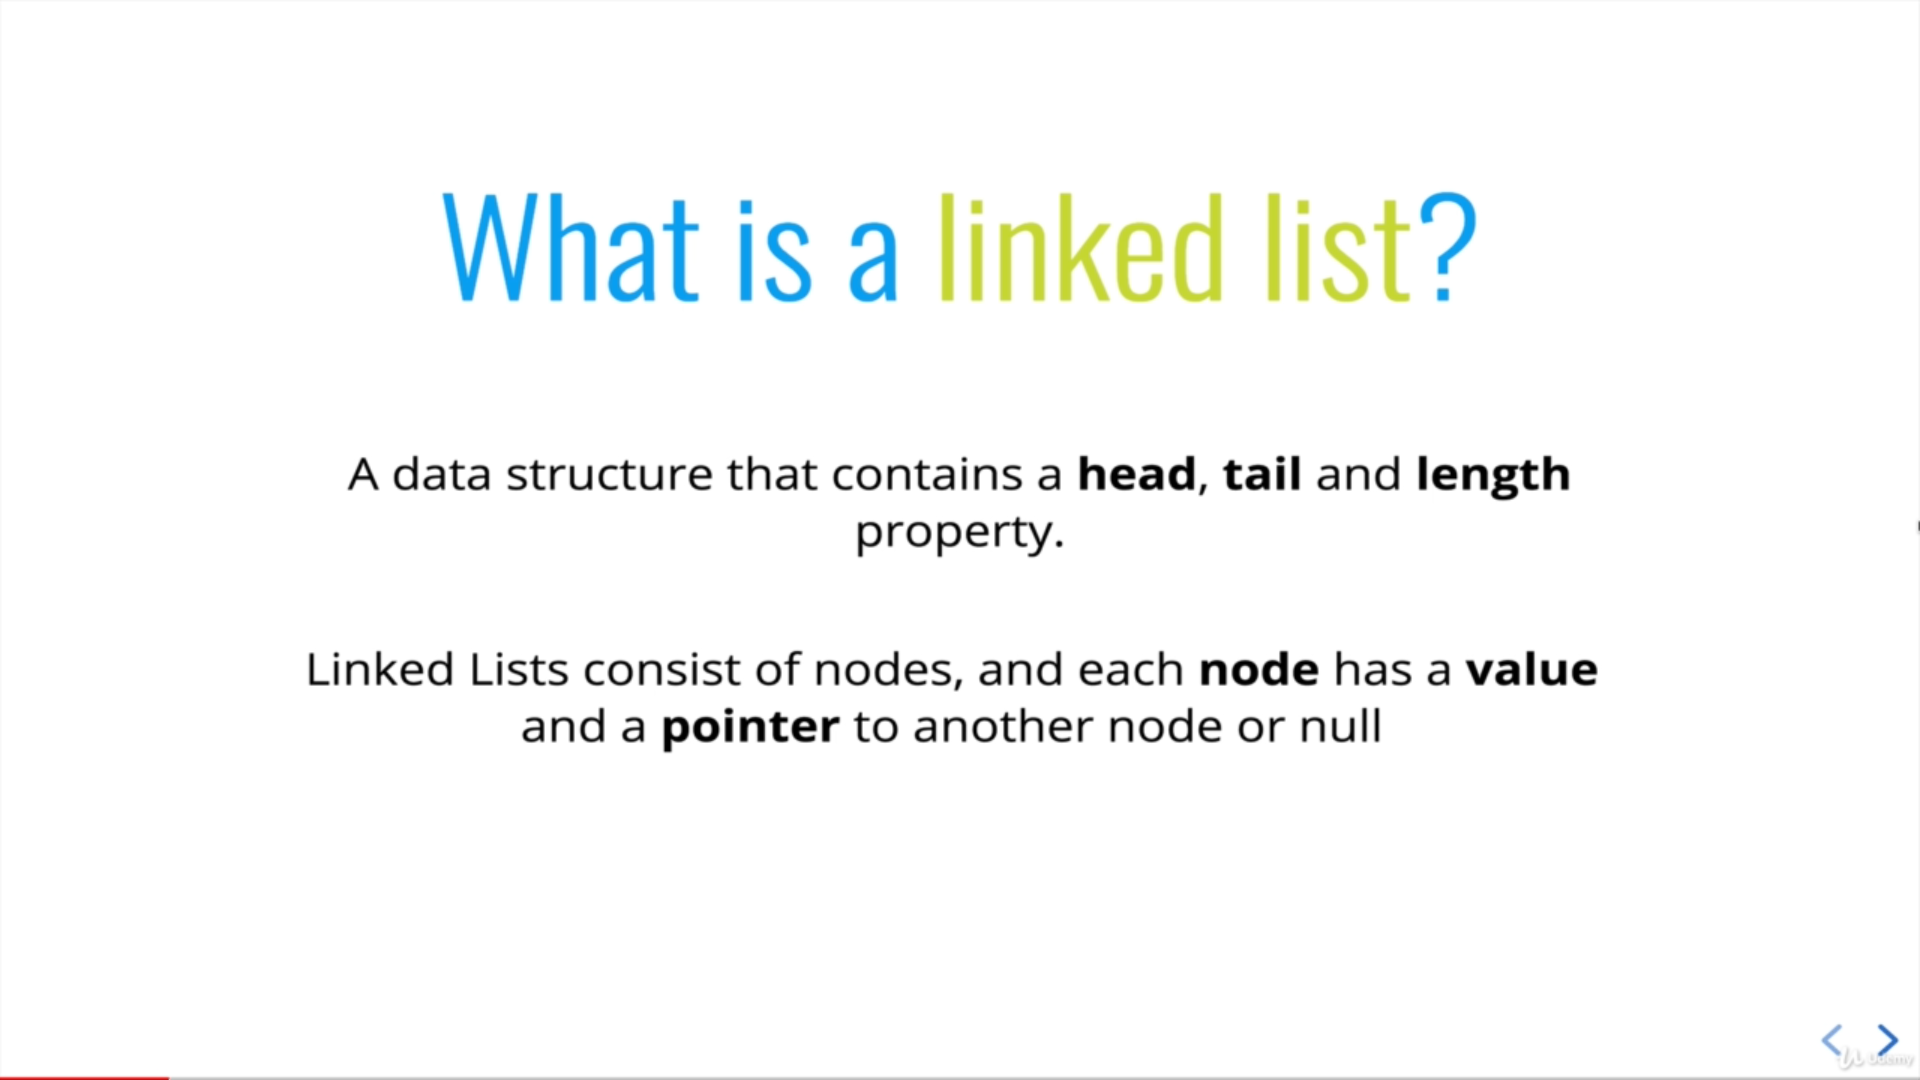 What is a linked list?
A data structure that contains a head, tail and length
property.
Linked Lists consist of nodes, and each node has a value
and a pointer to another node or null
Udemy